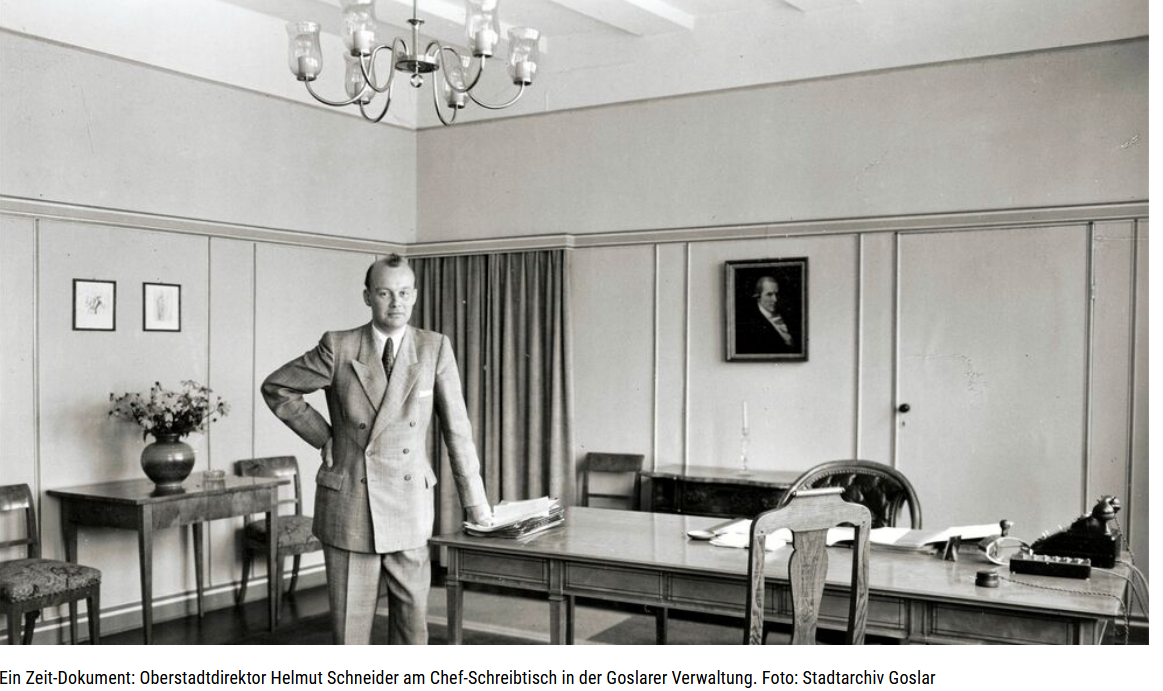 Ein Zeit-Dokument: Oberstadtdirektor Helmut Schneider am Chef-Schreibtisch in der Goslarer Verwaltung. Foto: Stadtarchiv Goslar